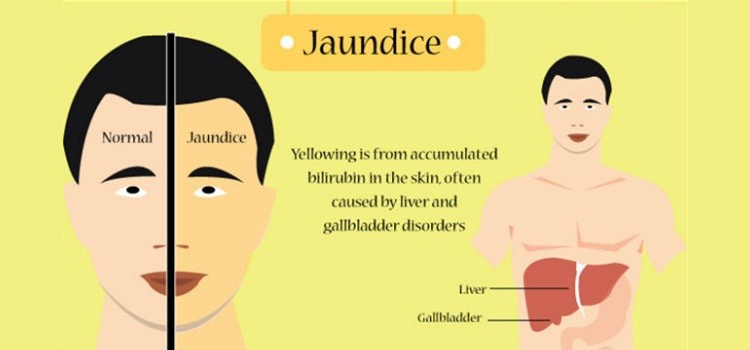 Jaundice
Normal
Jaundice
Yellowing is from accumulated
bilirubin in the skin, often
caused by liver and
gallbladder disorders
Liver
Gallbladder